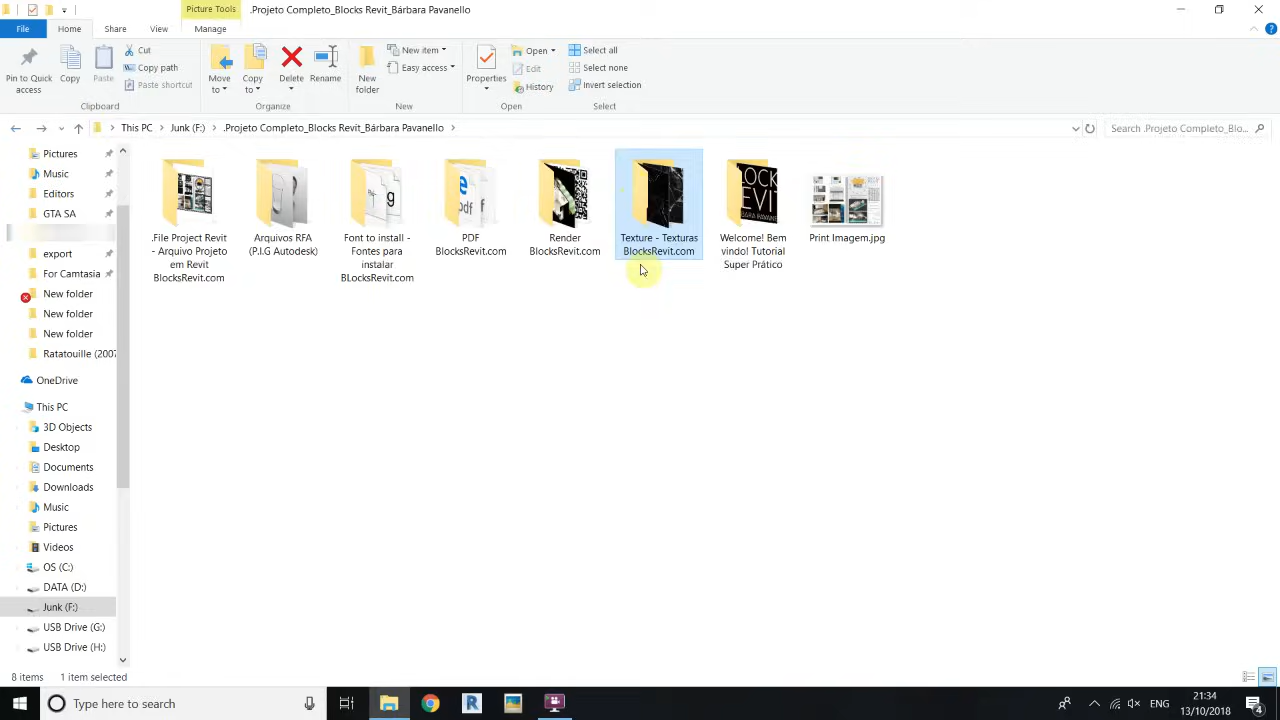 Picture Tools
.Projeto Completo_Blocks Revit_Bárbara Pavanello
File
Home
Share
View
Manage
Pin to Quick access
Copy
Paste
Cut
Copy path
Paste shortcut
Clipboard
Move to
Copy to
Delete
Rename
Organize
New folder
New item
Easy access
New
Properties
Open
Edit
History
Open
Select all
Select none
Invert selection
Select
This PC
Junk (F:)
.Projeto Completo_Blocks Revit_Bárbara Pavanello
Search .Projeto Completo_Blo...
Pictures
Music
Editors
GTA SA
export
For Camtasia
New folder
New folder
New folder
Ratatouille (2007
OneDrive
This PC
3D Objects
Desktop
Documents
Downloads
Music
Pictures
Videos
OS (C:)
DATA (D:)
Junk (F:)
USB Drive (G:)
USB Drive (H:)
.File Project Revit
- Arquivo Projeto
em Revit
BlocksRevit.com
Arquivos RFA
(P.I.G Autodesk)
Font to install -
Fontes para
instalar
BLocksRevit.com
PDF
BlocksRevit.com
Render
BlocksRevit.com
Texture - Texturas
BlocksRevit.com
Welcome! Bem
vindo! Tutorial
Super Prático
Print Imagem.jpg
8 items
1 item selected
Type here to search
ENG
21:34
13/10/2018
4